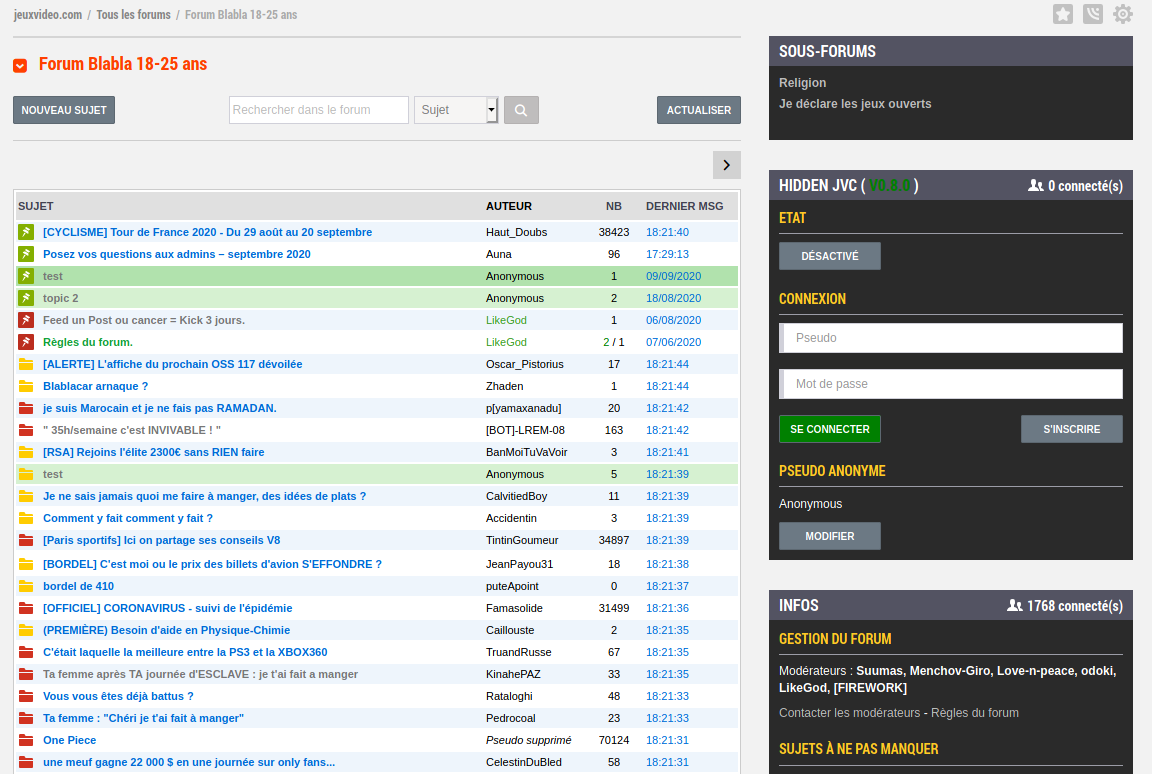 jeuxvideo.com / Tous les forums / Forum Blabla 18-25 ans
Forum Blabla 18-25 ans
NOUVEAU SUJET Rechercher dans le forum Sujet ACTUALISER
SUJET AUTEUR NB DERNIER MSG
[CYCLISME] Tour de France 2020 - Du 29 août au 20 septembre Haut_Doubs 38423 18:21:40
Posez vos questions aux admins – septembre 2020 Auna 96 17:29:13
test Anonymous 1 09/09/2020
topic 2 Anonymous 2 18/08/2020
Feed un Post ou cancer = Kick 3 jours. LikeGod 1 06/08/2020
Règles du forum. LikeGod 2 / 1 07/06/2020
[ALERTE] L'affiche du prochain OSS 117 dévoilée Oscar_Pistorius 17 18:21:44
Blablacar arnaque ? Zhaden 1 18:21:44
je suis Marocain et je ne fais pas RAMADAN. p[yamaxanadu] 20 18:21:42
" 35h/semaine c'est INVIVABLE ! " [BOT]-LREM-08 163 18:21:42
[RSA] Rejoins l'élite 2300€ sans RIEN faire BanMoiTuVaVoir 3 18:21:41
test Anonymous 5 18:21:39
Je ne sais jamais quoi me faire à manger, des idées de plats ? CalvitiedBoy 11 18:21:39
Comment y fait comment y fait ? Accidentin 3 18:21:39
[Paris sportifs] Ici on partage ses conseils V8 TintinGoumeur 34897 18:21:39
[BORDEL] C'est moi ou le prix des billets d'avion S'EFFONDRE ? JeanPayou31 18 18:21:38
bordel de 410 puteApoint 0 18:21:37
[OFFICIEL] CORONAVIRUS - suivi de l'épidémie Famasolide 31499 18:21:36
(PREMIÈRE) Besoin d'aide en Physique-Chimie Caillouste 2 18:21:35
C'était laquelle la meilleure entre la PS3 et la XBOX360 TruandRusse 67 18:21:35
Ta femme après TA journée d'ESCLAVE : je t'ai fait a manger KinahePAZ 33 18:21:35
Vous vous êtes déjà battus ? Rataloghi 48 18:21:33
Ta femme : "Chéri je t'ai fait à manger" Pedrocoal 23 18:21:33
One Piece Pseudo supprimé 70124 18:21:31
une meuf gagne 22 000 $ en une journée sur only fans... CelestinDuBled 58 18:21:31
SOUS-FORUMS
Religion
Je déclare les jeux ouverts
HIDDEN JVC ( V0.8.0 ) 0 connecté(s)
ETAT
DÉSACTIVÉ
CONNEXION
Pseudo
Mot de passe
SE CONNECTER S'INSCRIRE
PSEUDO ANONYME
Anonymous
MODIFIER
INFOS 1768 connecté(s)
GESTION DU FORUM
Modérateurs : Suumas, Menchov-Giro, Love-n-peace, odoki,
LikeGod, [FIREWORK]
Contacter les modérateurs - Règles du forum
SUJETS À NE PAS MANQUER